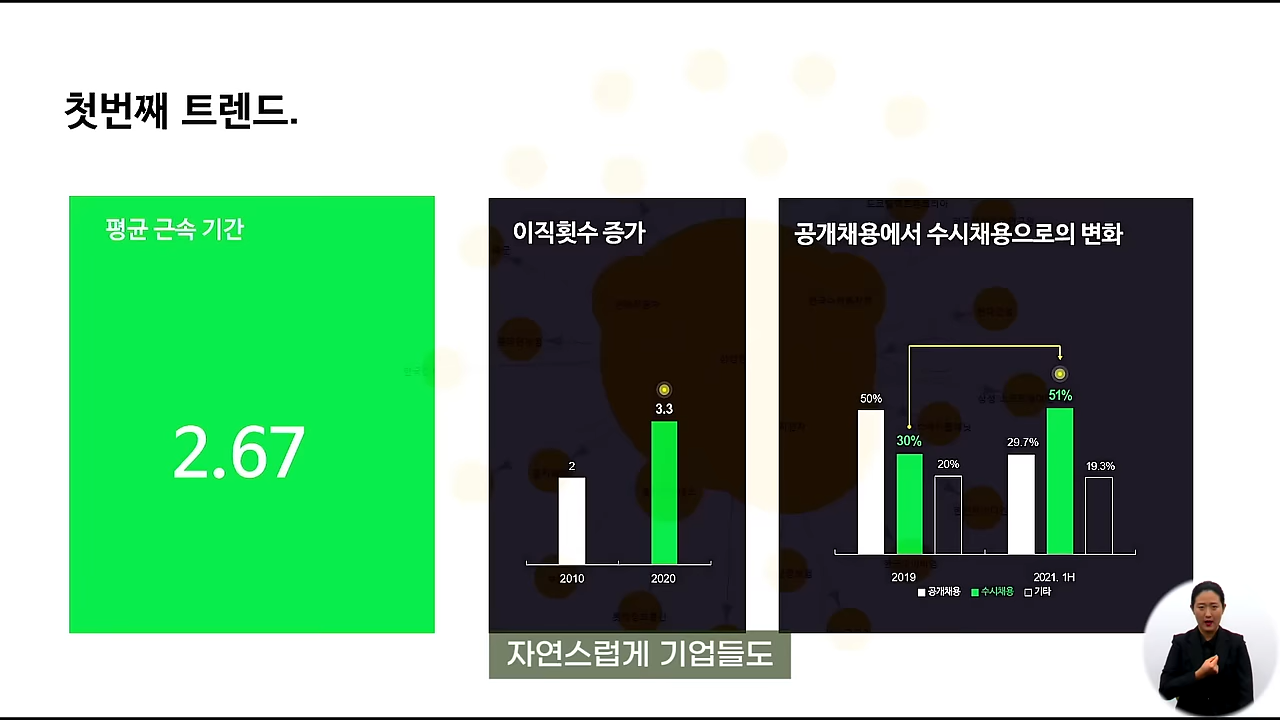 첫번째 트렌드.
평균 근속 기간
2.67
이직횟수 증가
3.3
2
2010
2020
공개채용에서 수시채용으로의 변화
50%
30%
20%
29.7%
51%
19.3%
2019
2021. 1H
공개채용
수시채용
기타
자연스럽게 기업들도